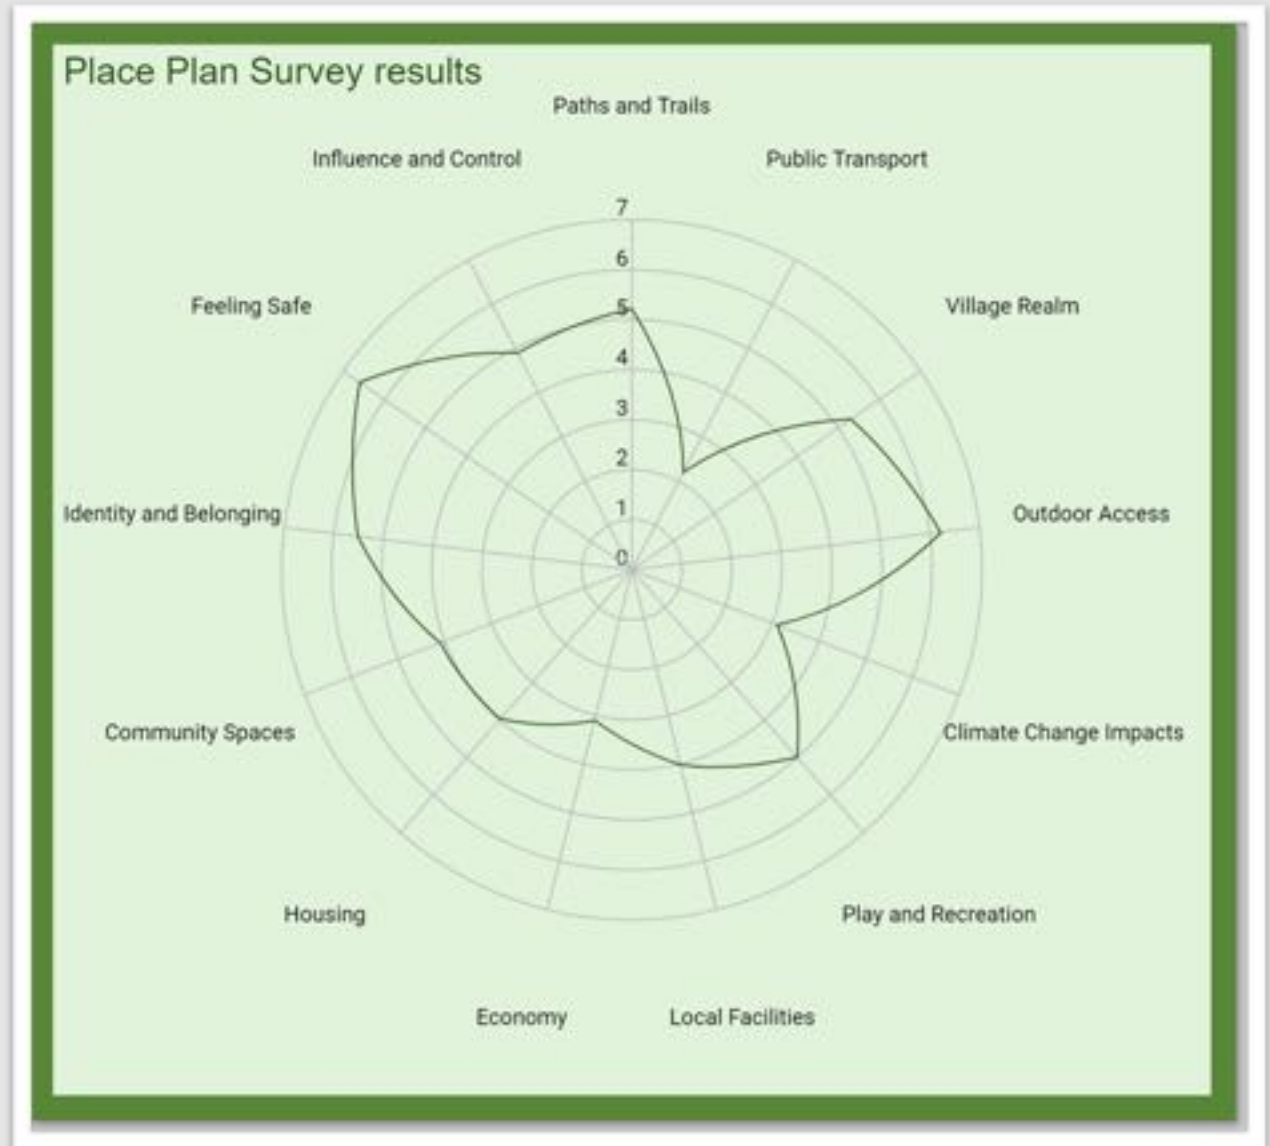 Place Plan Survey results
Paths and Trails
Influence and Control
Public Transport
7
6
Feeling Safe
5
Village Realm
4
3
2
Identity and Belonging
1
Outdoor Access
0
Community Spaces
Climate Change Impacts
Housing
Play and Recreation
Economy
Local Facilities